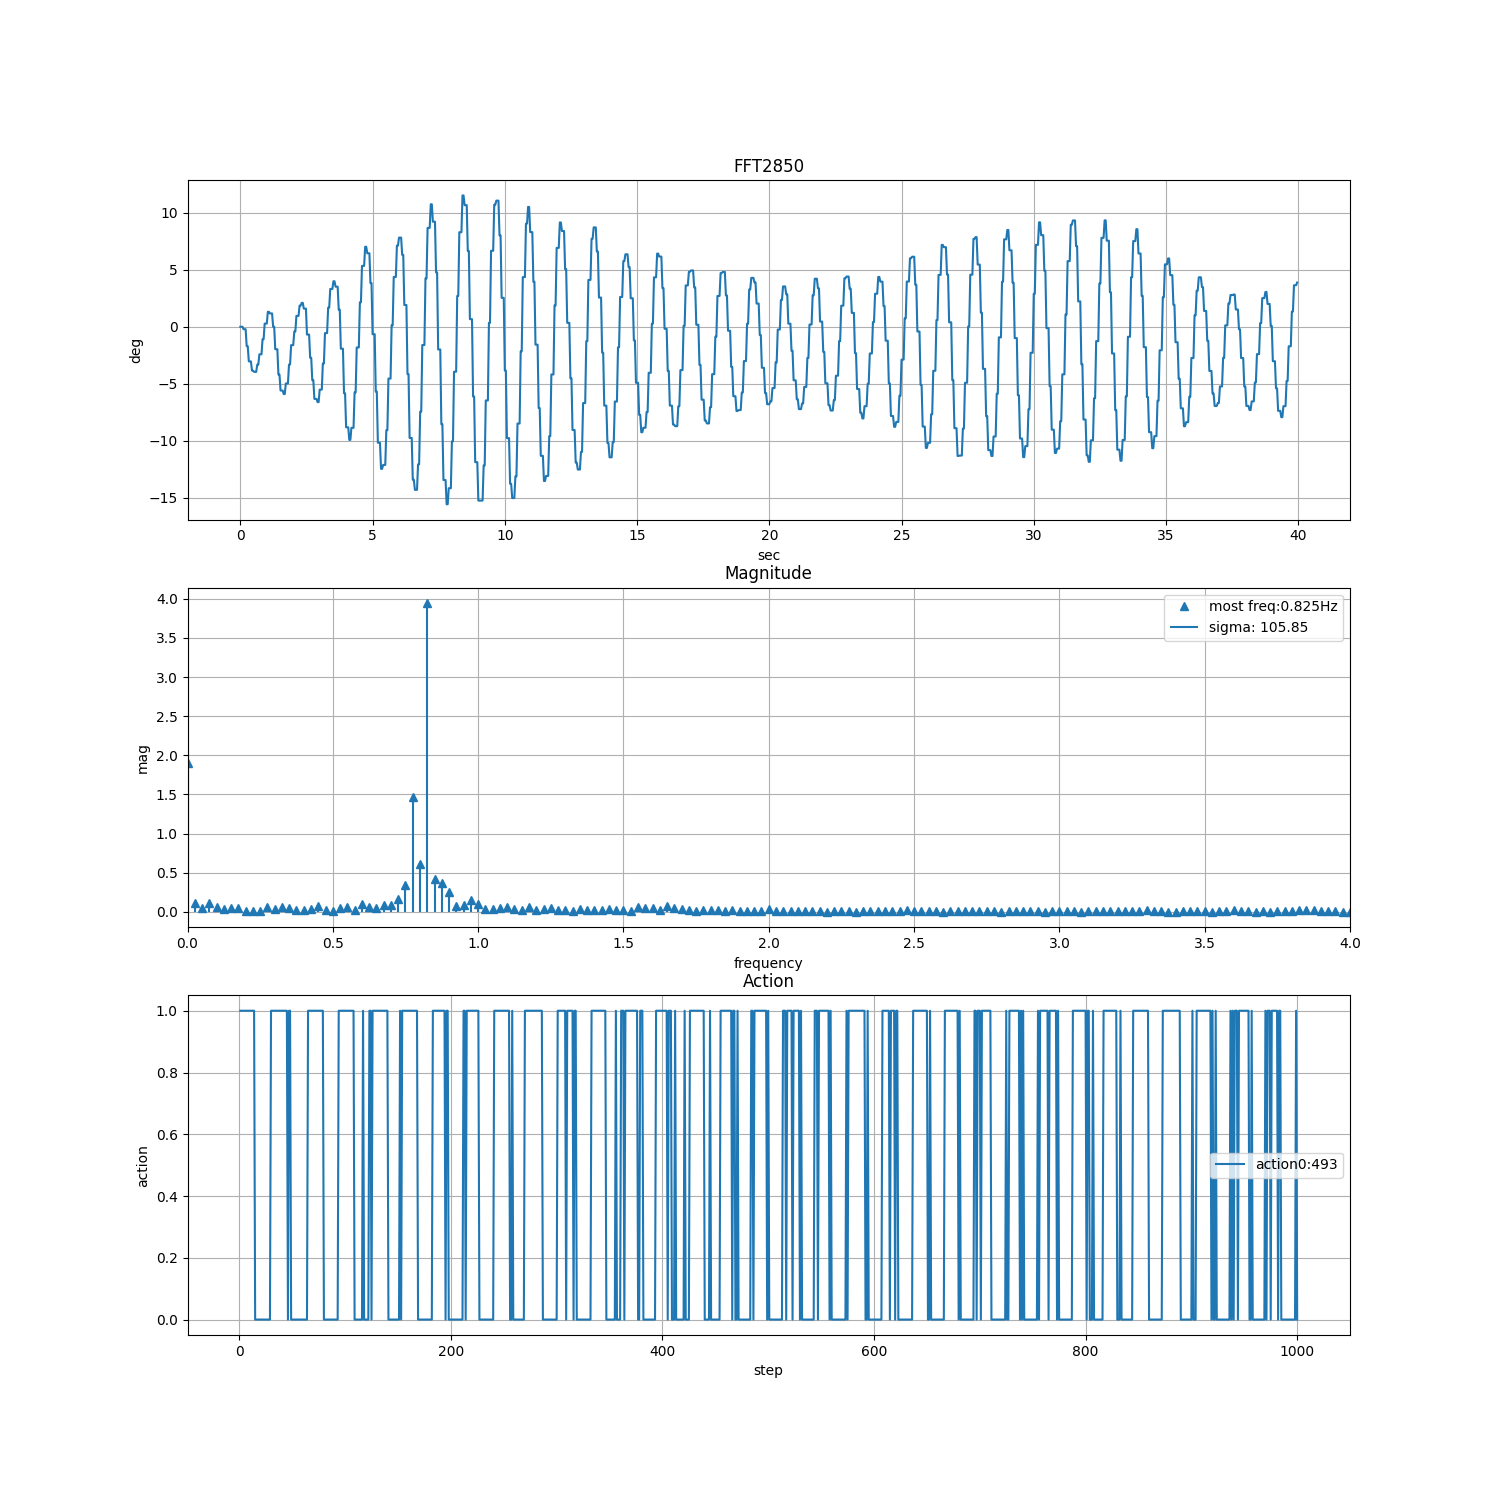 FFT2850
10
5
0
−5
−10
−15
deg
0 5 10 15 20 25 30 35 40
sec
Magnitude
4.0
3.5
3.0
2.5
2.0
1.5
1.0
0.5
0.0
mag
most freq:0.825Hz
sigma: 105.85
0.0 0.5 1.0 1.5 2.0 2.5 3.0 3.5 4.0
frequency
Action
1.0
0.8
0.6
0.4
0.2
0.0
action
action0:493
0 200 400 600 800 1000
step